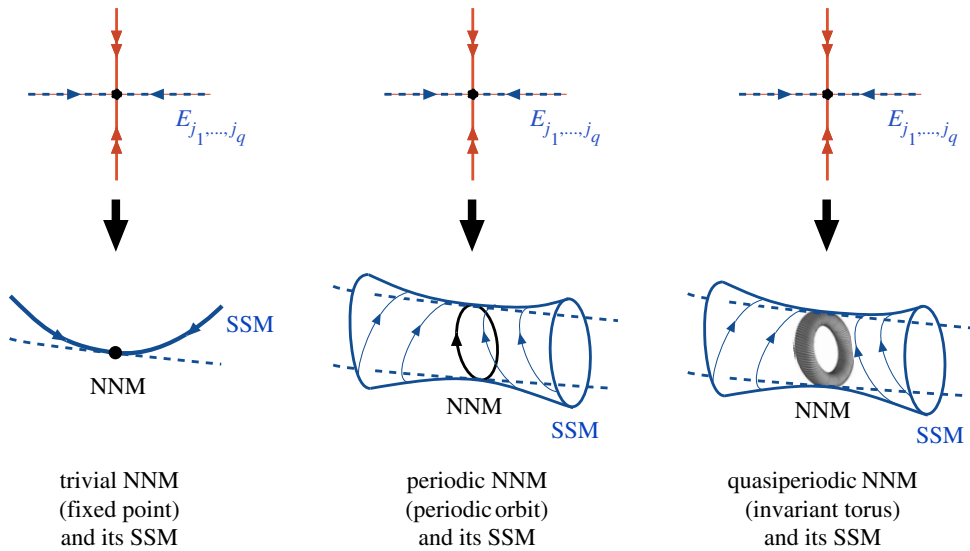 E_{j_1,...,j_q}
E_{j_1,...,j_q}
E_{j_1,...,j_q}
SSM
NNM
NNM
SSM
NNM
SSM
trivial NNM
(fixed point)
and its SSM
periodic NNM
(periodic orbit)
and its SSM
quasiperiodic NNM
(invariant torus)
and its SSM